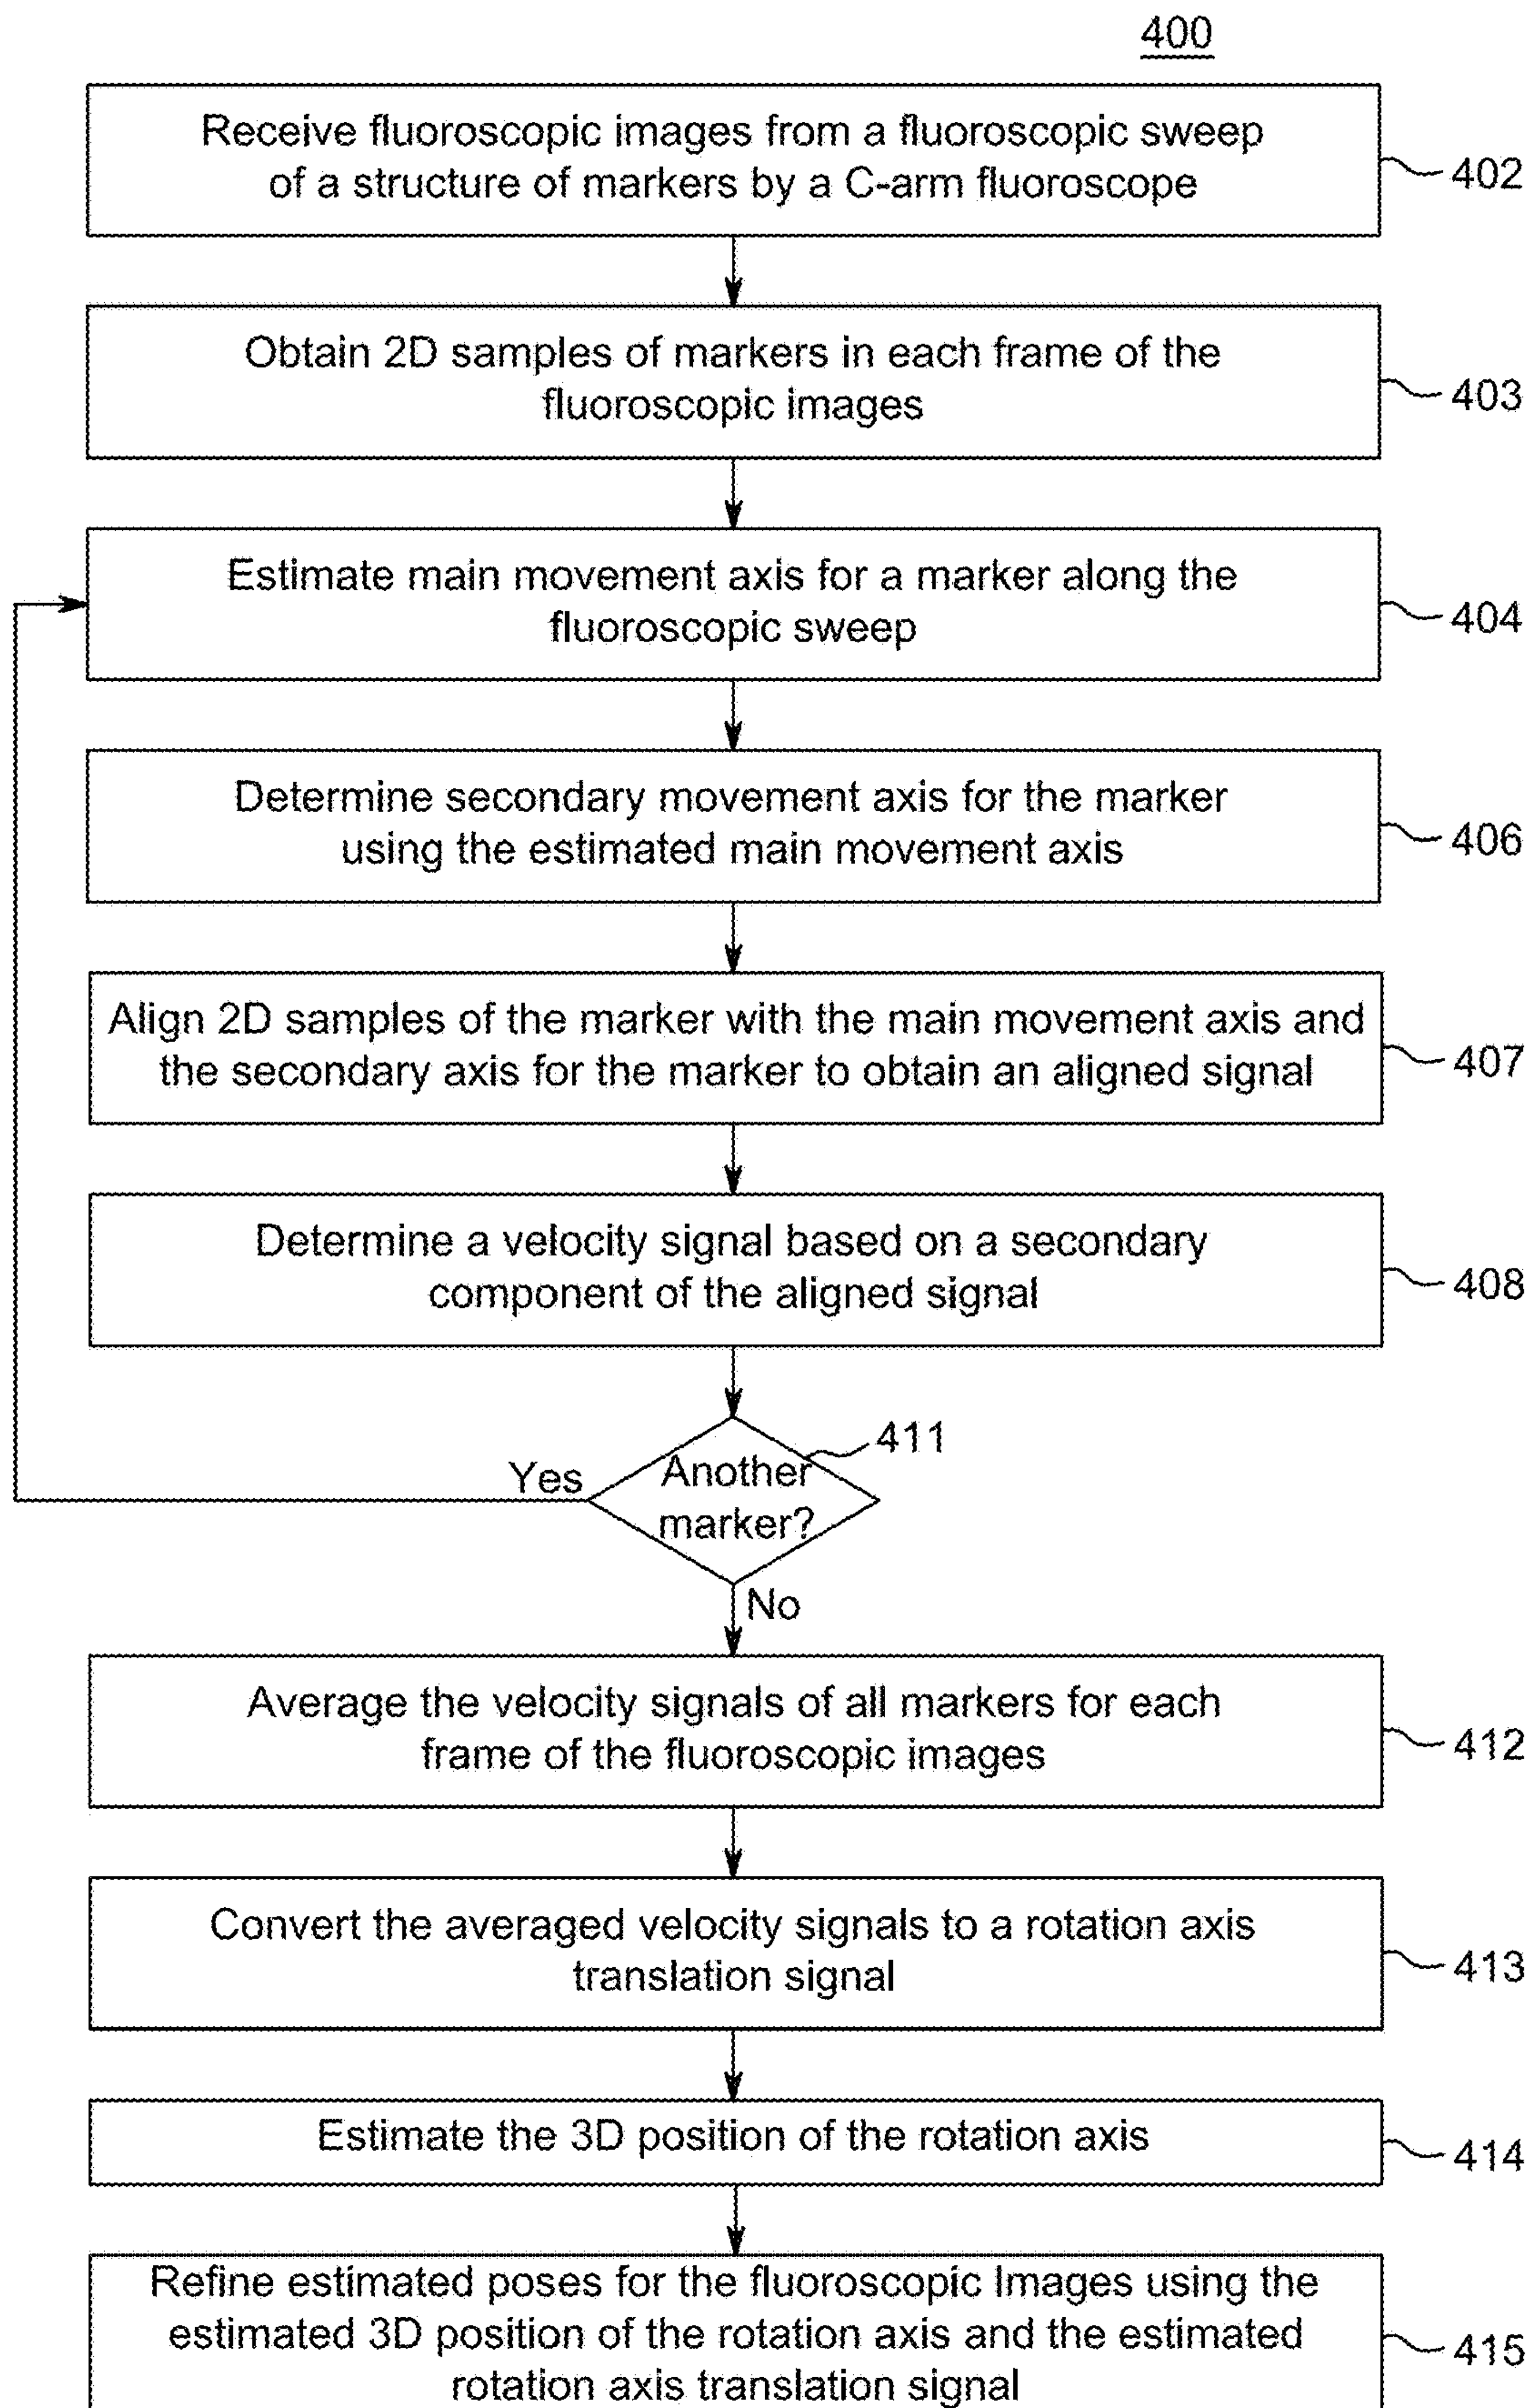 400
Receive fluoroscopic images from a fluoroscopic sweep
of a structure of markers by a C-arm fluoroscope
402
Obtain 2D samples of markers in each frame of the
fluoroscopic images
403
Estimate main movement axis for a marker along the
fluoroscopic sweep
404
Determine secondary movement axis for the marker
using the estimated main movement axis
406
Align 2D samples of the marker with the main movement axis and
the secondary axis for the marker to obtain an aligned signal
407
Determine a velocity signal based on a secondary
component of the aligned signal
408
411
Yes
Another
marker?
No
Average the velocity signals of all markers for each
frame of the fluoroscopic images
412
Convert the averaged velocity signals to a rotation axis
translation signal
413
Estimate the 3D position of the rotation axis
414
Refine estimated poses for the fluoroscopic Images using the
estimated 3D position of the rotation axis and the estimated
rotation axis translation signal
415